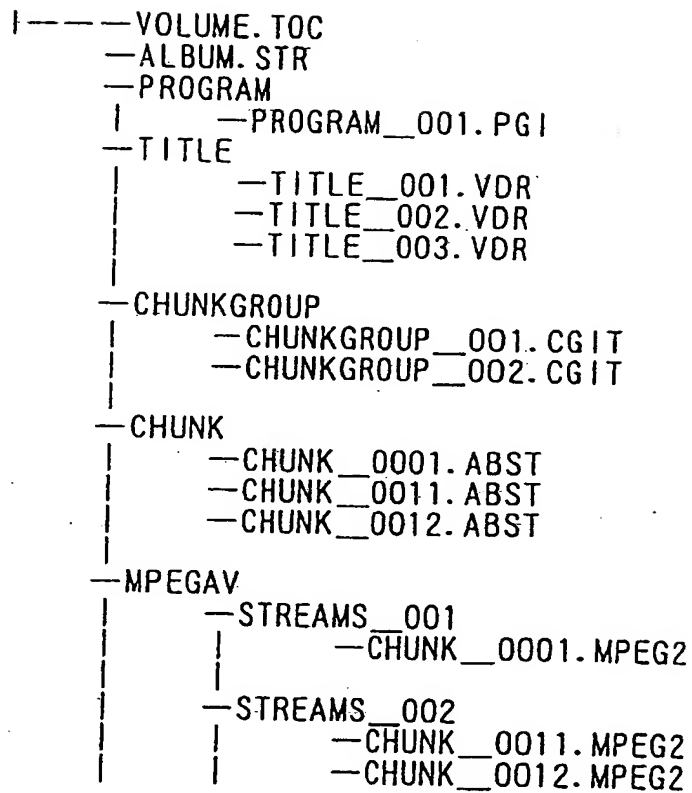 VOLUME.TOC
ALBUM.STR
PROGRAM
PROGRAM__001.PGI
TITLE
TITLE__001.VDR
TITLE__002.VDR
TITLE__003.VDR
CHUNKGROUP
CHUNKGROUP__001.CGIT
CHUNKGROUP__002.CGIT
CHUNK
CHUNK__0001.ABST
CHUNK__0011.ABST
CHUNK__0012.ABST
MPEGAV
STREAMS__001
CHUNK__0001.MPEG2
STREAMS__002
CHUNK__0011.MPEG2
CHUNK__0012.MPEG2